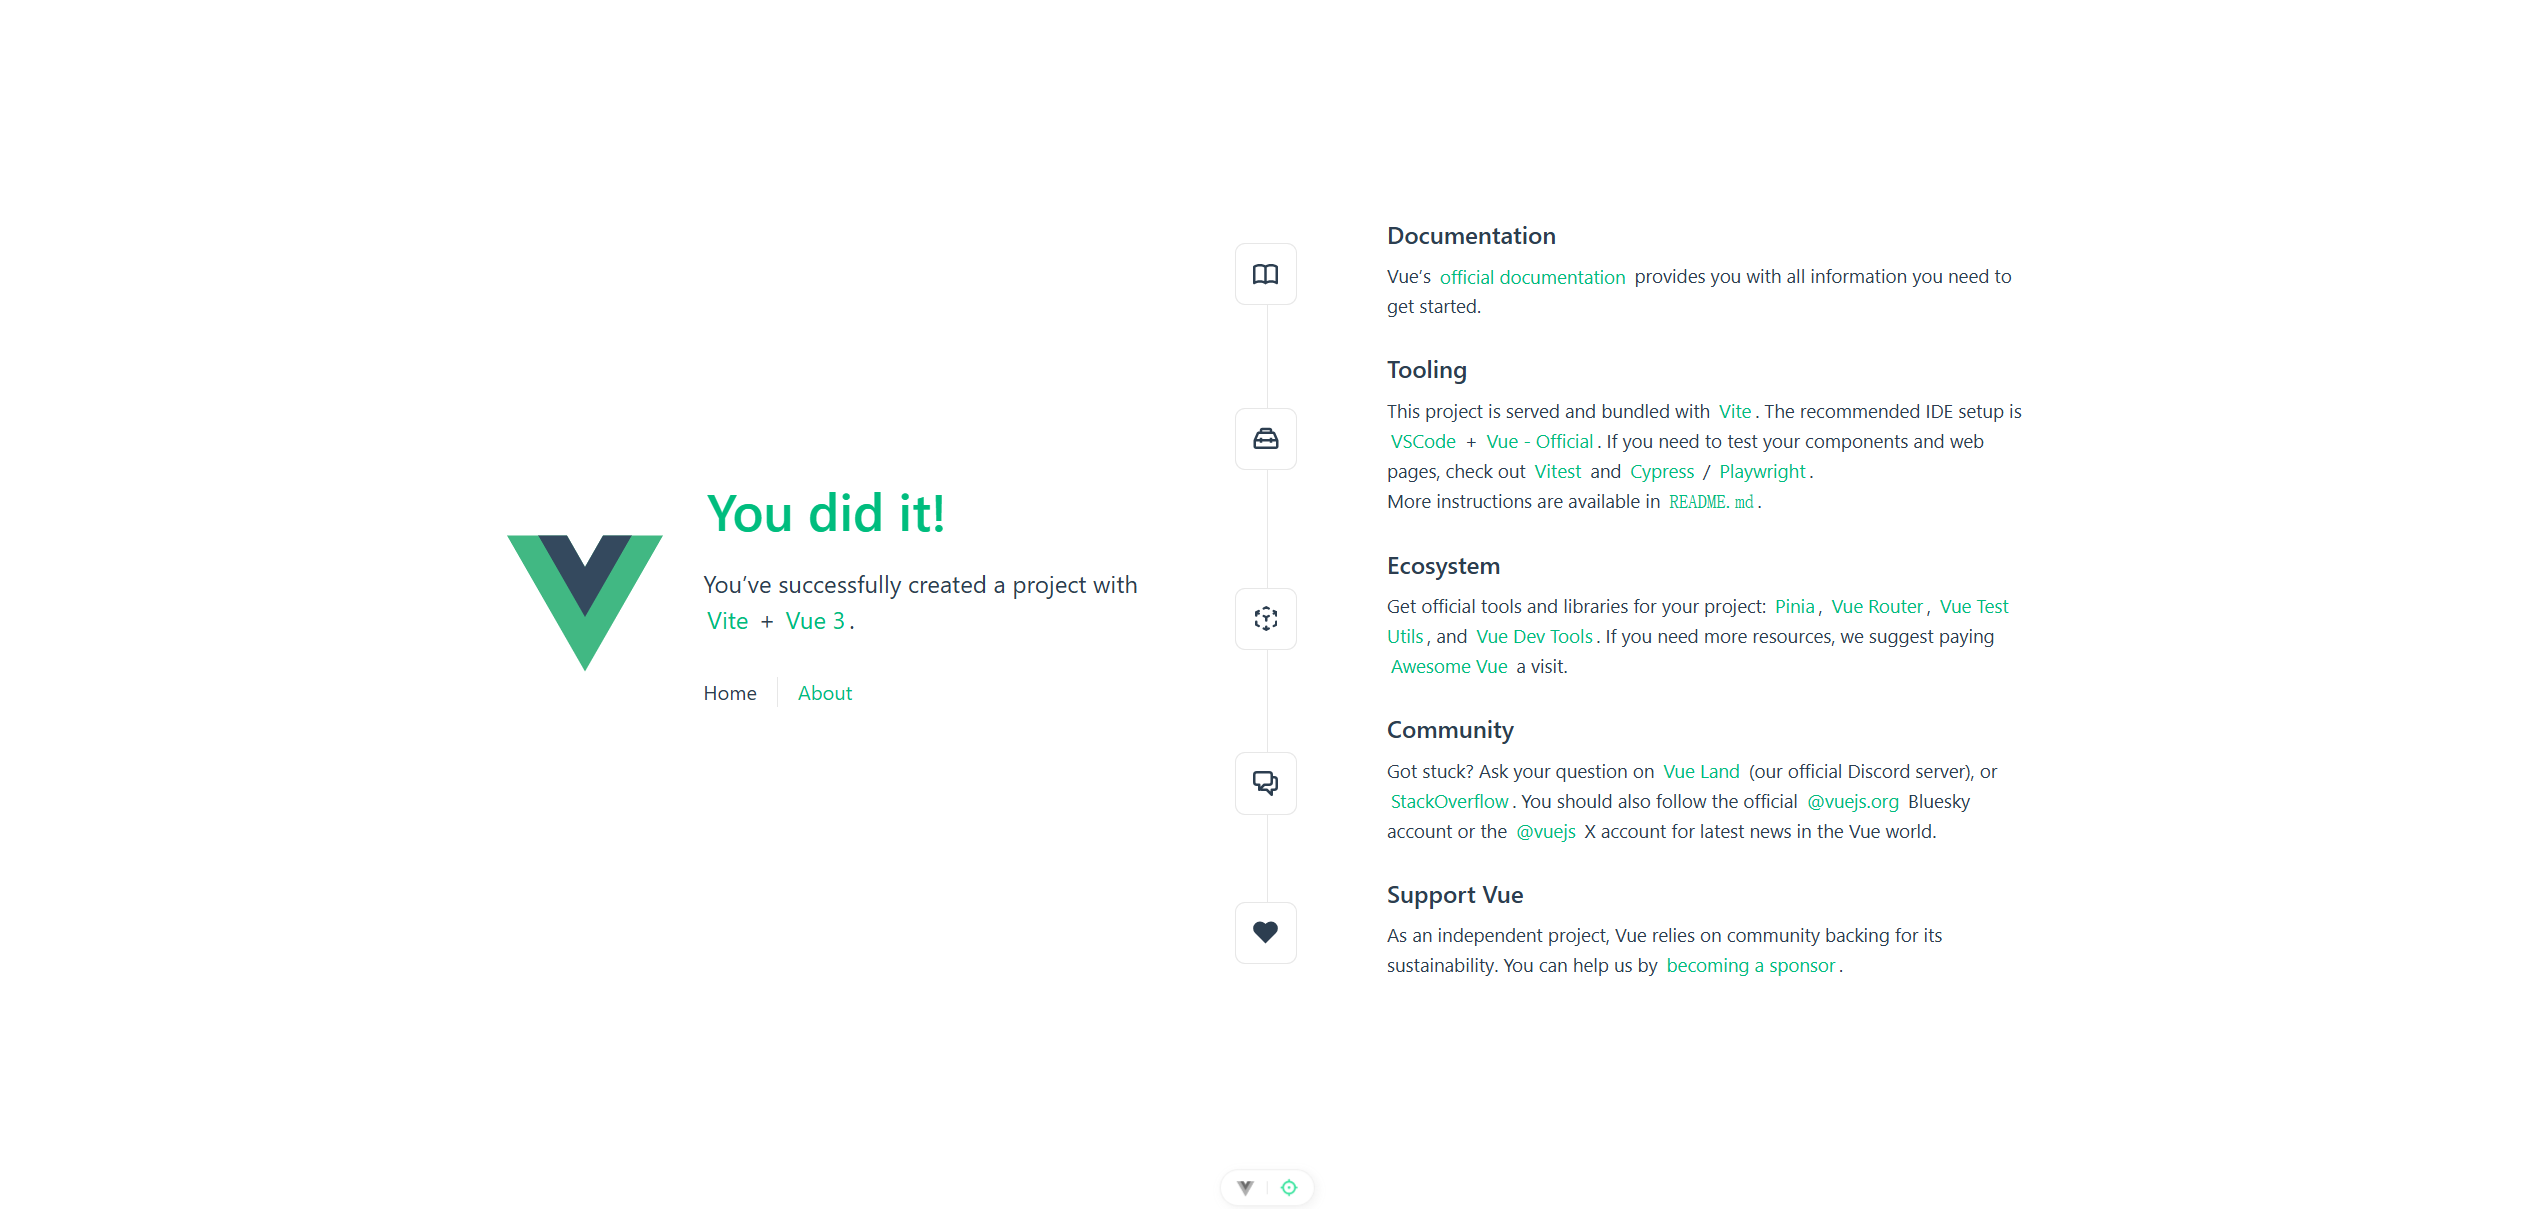 You did it!
You’ve successfully created a project with
Vite + Vue 3.
Home
About
Documentation
Vue’s official documentation provides you with all information you need to
get started.
Tooling
This project is served and bundled with Vite. The recommended IDE setup is
VSCode + Vue - Official. If you need to test your components and web
pages, check out Vitest and Cypress / Playwright.
More instructions are available in README.md.
Ecosystem
Get official tools and libraries for your project: Pinia, Vue Router, Vue Test
Utils, and Vue Dev Tools. If you need more resources, we suggest paying
Awesome Vue a visit.
Community
Got stuck? Ask your question on Vue Land (our official Discord server), or
StackOverflow. You should also follow the official @vuejs.org Bluesky
account or the @vuejs X account for latest news in the Vue world.
Support Vue
As an independent project, Vue relies on community backing for its
sustainability. You can help us by becoming a sponsor.